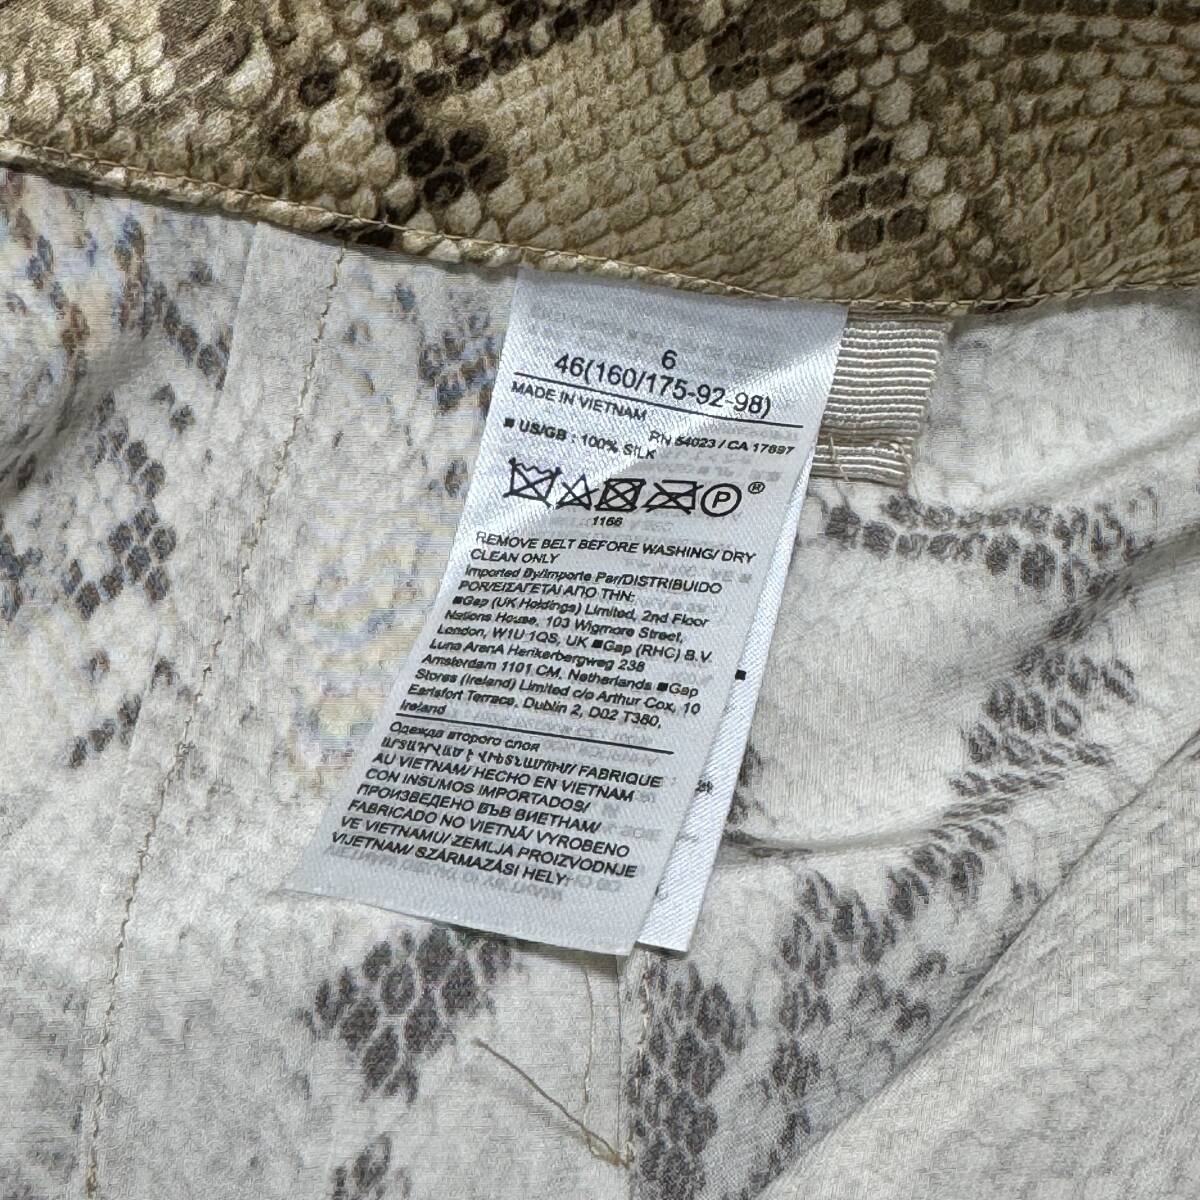 6
46(160/175-92-98)
MADE IN VIETNAM
RN 54023 / CA 17897
■ US/GB : 100% SILK
P ®
1166
REMOVE BELT BEFORE WASHING/ DRY
CLEAN ONLY
Imported By/Importe Par/DISTRIBUIDO
POR/ΕΙΣΑΓΕΤΑΙ ΑΠΟ ΤΗΝ:
■Gap (UK Holdings) Limited, 2nd Floor
Nations House, 103 Wigmore Street,
London, W1U 1QS, UK ■Gap (RHC) B.V.
Luna ArenA Herikerbergweg 238
Amsterdam 1101 CM, Netherlands ■Gap
Stores (Ireland) Limited c/o Arthur Cox, 10
Earlsfort Terrace, Dublin 2, D02 T380,
Ireland
Одежда второго слоя
FABRIQUE
AU VIETNAM/ HECHO EN VIETNAM
CON INSUMOS IMPORTADOS/
ПРОИЗВЕДЕНО ВЪВ ВИЕТНАМ/
FABRICADO NO VIETNÃ/ VYROBENO
VE VIETNAMU/ ZEMLJA PROIZVODNJE
VIJETNAM/ SZÁRMAZÁSI HELY